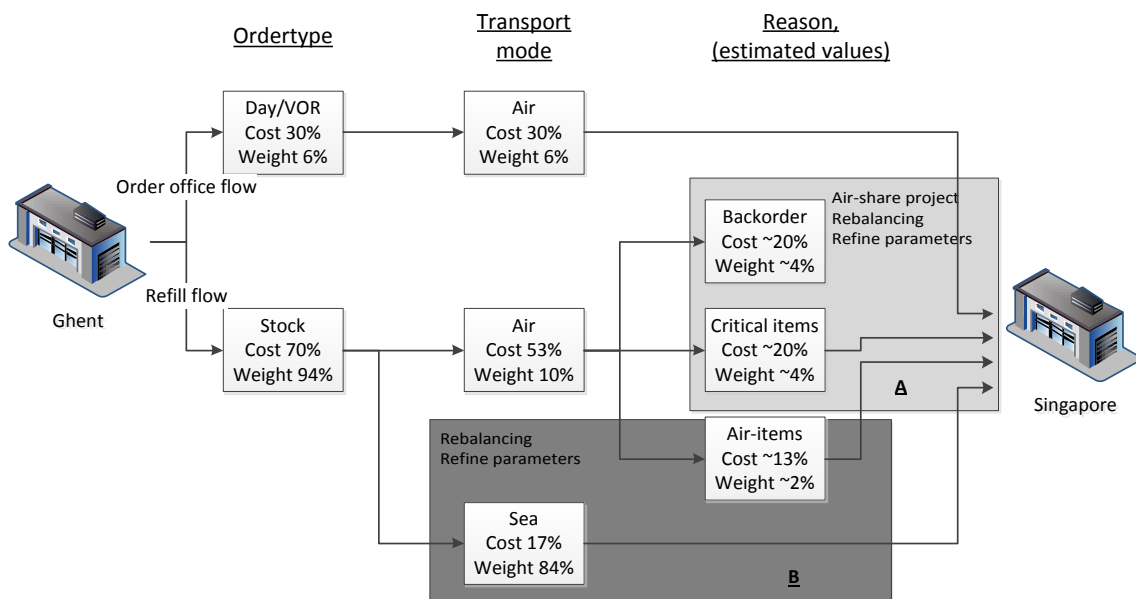 Ordertype
Transport
mode
Reason,
(estimated values)
Day/VOR
Cost 30%
Weight 6%
Air
Cost 30%
Weight 6%
Order office flow
Refill flow
Ghent
Air-share project
Rebalancing
Refine parameters
Backorder
Cost ~20%
Weight ~4%
Stock
Cost 70%
Weight 94%
Air
Cost 53%
Weight 10%
Critical items
Cost ~20%
Weight ~4%
A
Singapore
Rebalancing
Refine parameters
Air-items
Cost ~13%
Weight ~2%
Sea
Cost 17%
Weight 84%
B